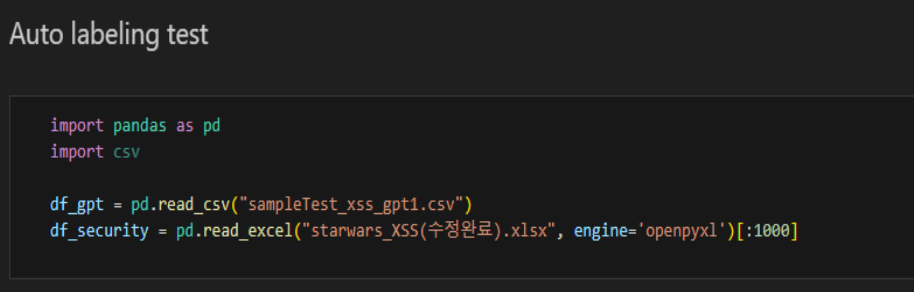 Auto labeling test
import pandas as pd
import csv
df_gpt = pd.read_csv("sampleTest_xss_gpt1.csv")
df_security = pd.read_excel("starwars_XSS(수정완료).xlsx", engine='openpyxl')[:1000]